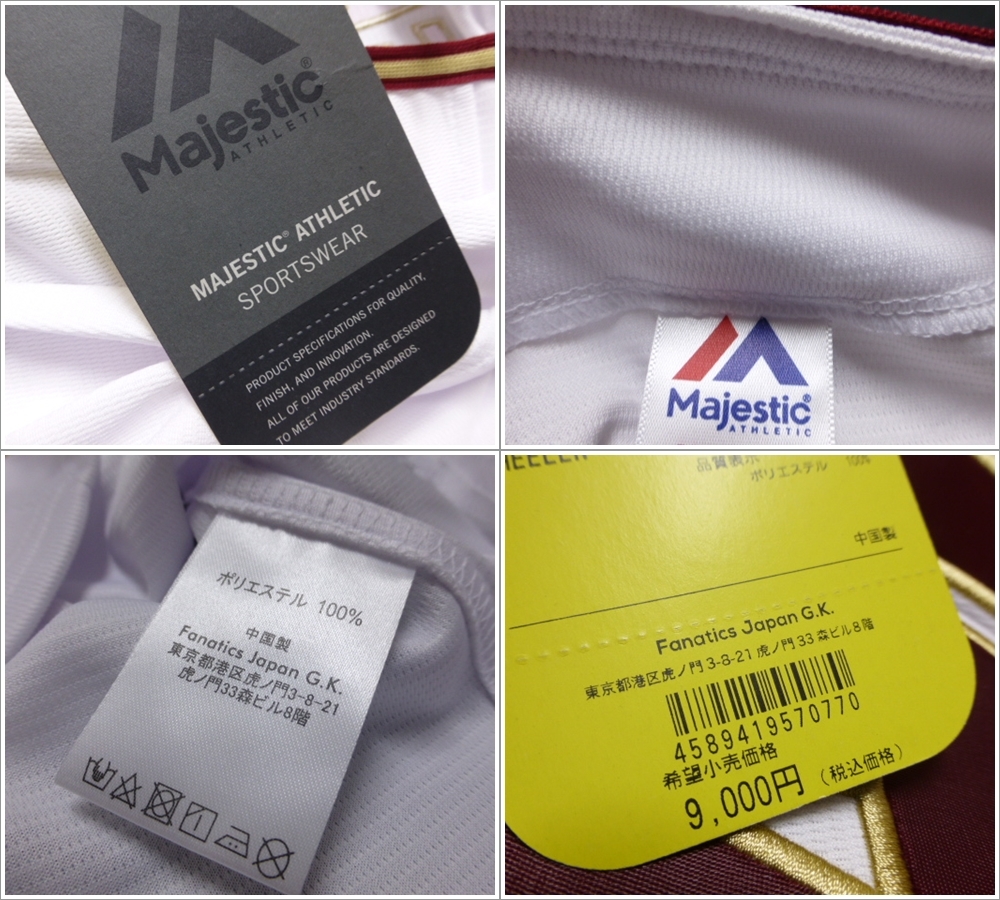 Majestic®
ATHLETIC
MAJESTIC® ATHLETIC
SPORTSWEAR
PRODUCT SPECIFICATIONS FOR QUALITY,
FINISH, AND INNOVATION.
ALL OF OUR PRODUCTS ARE DESIGNED
TO MEET INDUSTRY STANDARDS.
Majestic®
ATHLETIC
ポリエステル 100%
中国製
Fanatics Japan G.K.
東京都港区虎ノ門3-8-21
虎ノ門33森ビル8階
品質表示
ポリエステル 100%
中国製
Fanatics Japan G.K.
東京都港区虎ノ門 3-8-21 虎ノ門 33 森ビル 8 階
4589419570770
希望小売価格
9,000円 (税込価格)